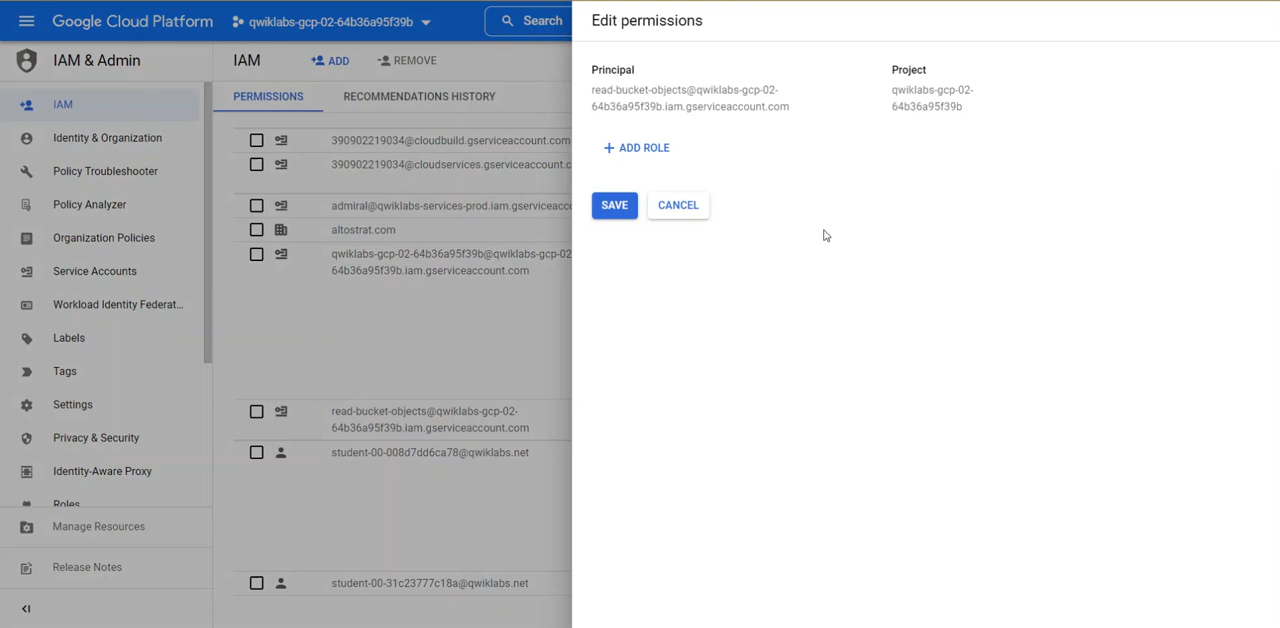 Google Cloud Platform
qwiklabs-gcp-02-64b36a95f39b
Search
IAM & Admin
IAM
Identity & Organization
Policy Troubleshooter
Policy Analyzer
Organization Policies
Service Accounts
Workload Identity Federat...
Labels
Tags
Settings
Privacy & Security
Identity-Aware Proxy
Roles
Manage Resources
Release Notes
IAM
ADD
REMOVE
PERMISSIONS
RECOMMENDATIONS HISTORY
390902219034@cloudbuild.gserviceaccount.com
390902219034@cloudservices.gserviceaccount.c
admiral@qwiklabs-services-prod.iam.gserviceacco
altostrat.com
qwiklabs-gcp-02-64b36a95f39b@qwiklabs-gcp-02
64b36a95f39b.iam.gserviceaccount.com
read-bucket-objects@qwiklabs-gcp-02-
64b36a95f39b.iam.gserviceaccount.com
student-00-008d7dd6ca78@qwiklabs.net
student-00-31c23777c18a@qwiklabs.net
Edit permissions
Principal
read-bucket-objects@qwiklabs-gcp-02-
64b36a95f39b.iam.gserviceaccount.com
Project
qwiklabs-gcp-02-
64b36a95f39b
ADD ROLE
SAVE
CANCEL